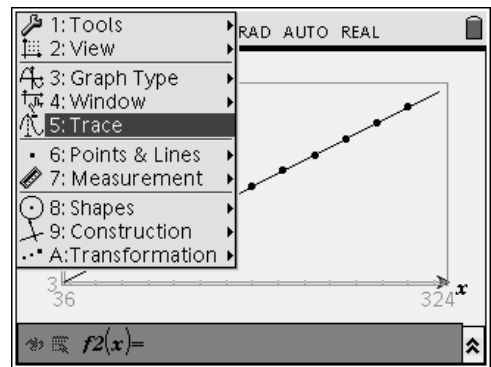 1: Tools
RAD AUTO REAL
2: View
3: Graph Type
4: Window
5: Trace
6: Points & Lines
7: Measurement
8: Shapes
9: Construction
A: Transformation
3
36
324
x
f2(x)=